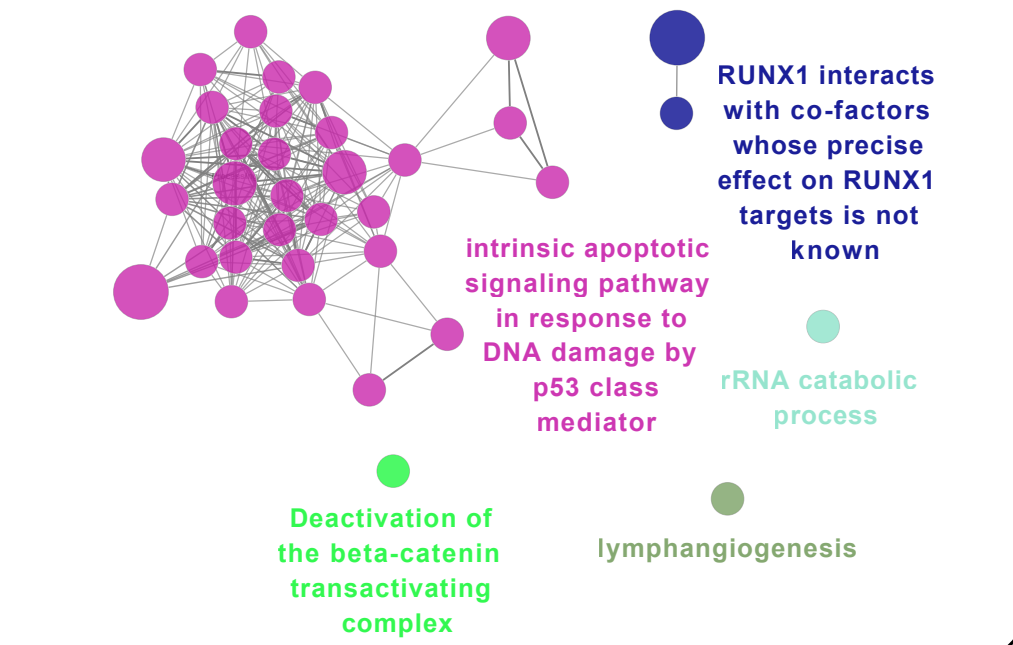 RUNX1 interacts
with co-factors
whose precise
effect on RUNX1
targets is not
known
intrinsic apoptotic
signaling pathway
in response to
DNA damage by
p53 class
mediator
rRNA catabolic
process
Deactivation of
the beta-catenin
transactivating
complex
lymphangiogenesis